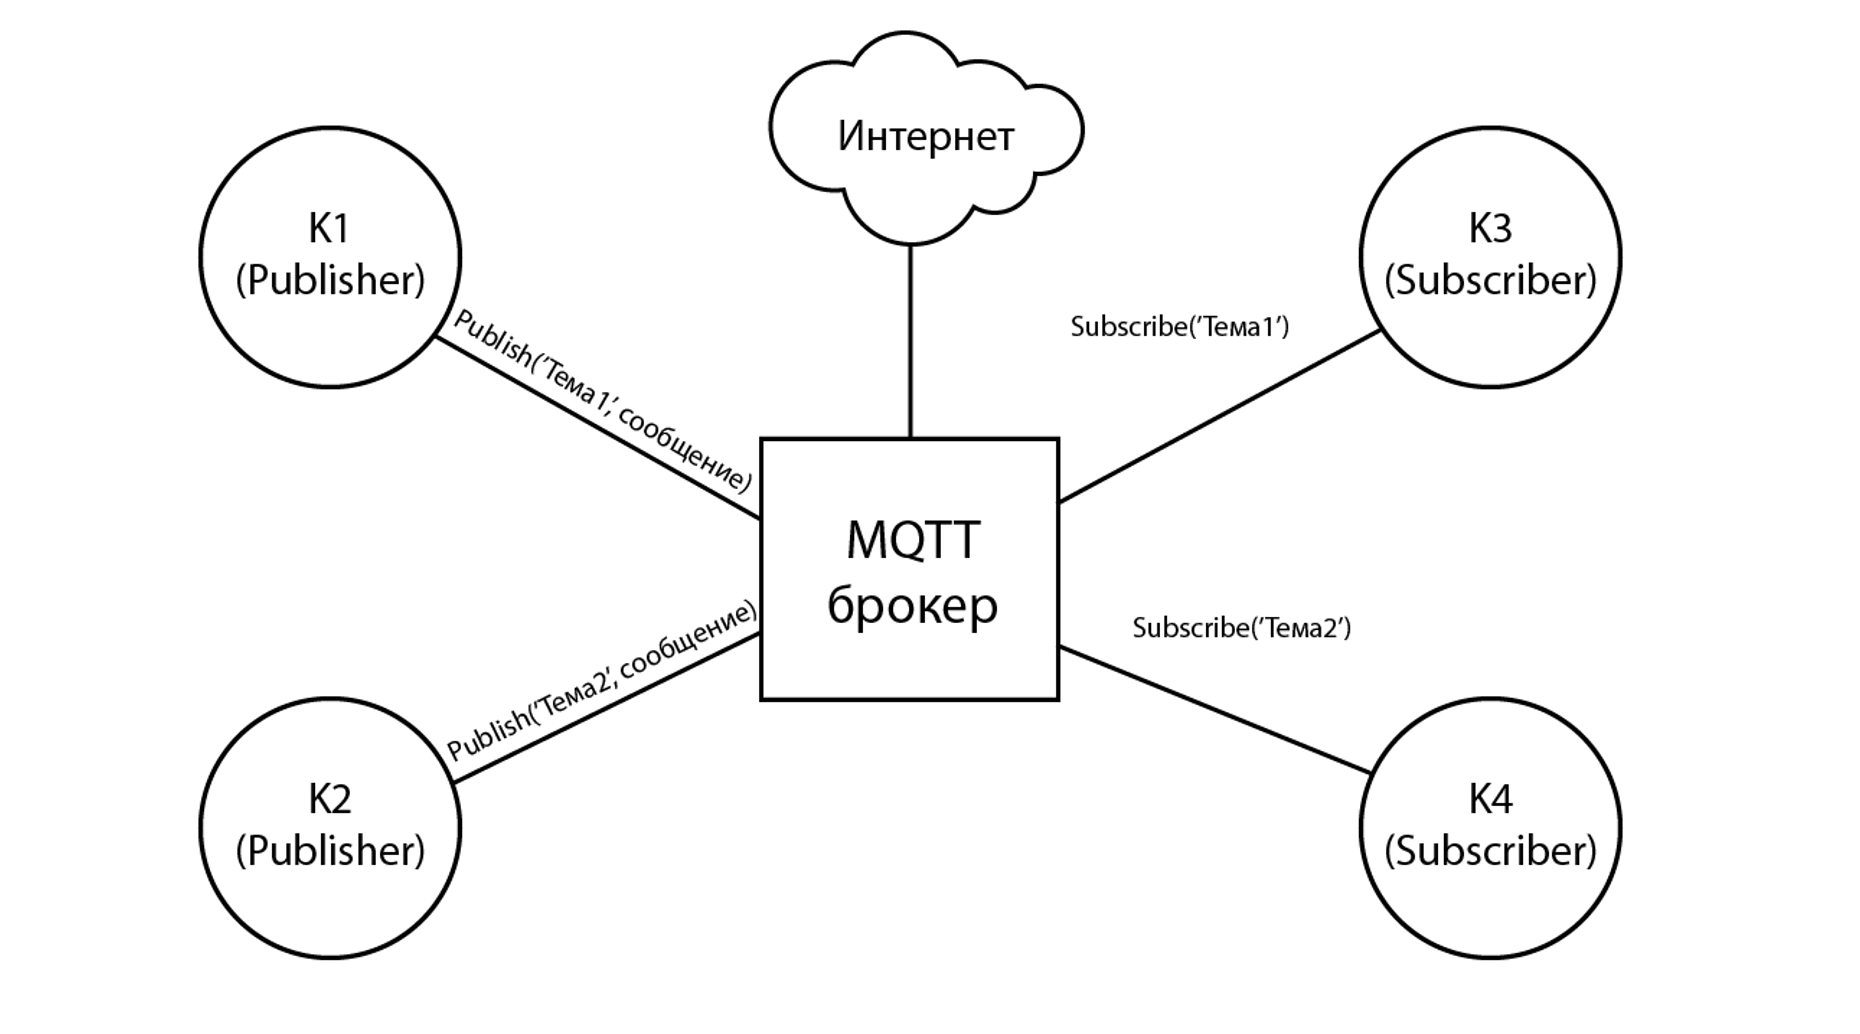 Интернет
K1
(Publisher)
K3
(Subscriber)
Publish('Тема1', сообщение)
Subscribe('Тема1')
MQTT
брокер
Publish('Тема2', сообщение)
Subscribe('Тема2')
K2
(Publisher)
K4
(Subscriber)